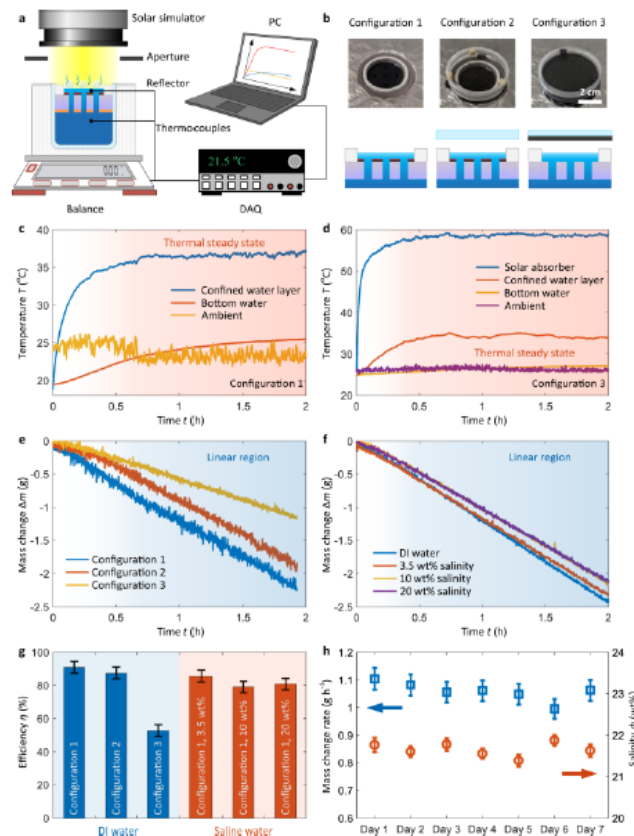 a
Solar simulator
Aperture
Reflector
Thermocouples
PC
21.5 °C
Balance
DAQ
b
Configuration 1
Configuration 2
Configuration 3
2 cm
c
40
35
30
25
20
Temperature T (°C)
Thermal steady state
Confined water layer
Bottom water
Ambient
Configuration 1
0
0.5
1
1.5
2
Time t (h)
d
60
50
40
30
20
Temperature T (°C)
Solar absorber
Confined water layer
Bottom water
Ambient
Thermal steady state
Configuration 3
0
0.5
1
1.5
2
Time t (h)
e
0
-0.5
-1
-1.5
-2
-2.5
Mass change Δm (g)
Linear region
Configuration 1
Configuration 2
Configuration 3
0
0.5
1
1.5
2
Time t (h)
f
0
-0.5
-1
-1.5
-2
-2.5
Mass change Δm (g)
Linear region
DI water
3.5 wt% salinity
10 wt% salinity
20 wt% salinity
0
0.5
1
1.5
2
Time t (h)
g
100
80
60
40
20
0
Efficiency η (%)
Configuration 1
Configuration 2
Configuration 3
Configuration 1, 3.5 wt%
Configuration 1, 10 wt%
Configuration 1, 20 wt%
DI water
Saline water
h
1.2
1.1
1
0.9
0.8
0.7
0.6
Mass change rate (g h⁻¹)
24
23
22
21
20
Salinity ϕ (wt%)
Day 1
Day 2
Day 3
Day 4
Day 5
Day 6
Day 7